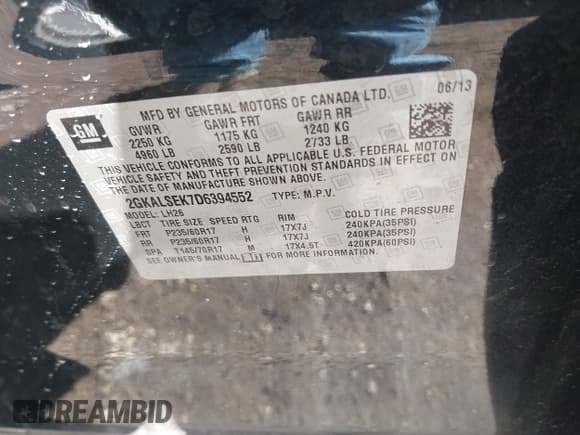 GM
MFD BY GENERAL MOTORS OF CANADA LTD. 06/13
GVWR GAWR FRT GAWR RR
2250 KG 1175 KG 1240 KG
4960 LB 2590 LB 2733 LB
THIS VEHICLE CONFORMS TO ALL APPLICABLE U.S. FEDERAL MOTOR
VEHICLE SAFETY AND THEFT PREVENTION STANDARDS IN EFFECT
ON THE DATE OF MANUFACTURE SHOWN ABOVE.
2GKALSEK7D6394552 TYPE: M.P.V.
MODEL: LH26
LBCT TIRE SIZE SPEED RTG RIM COLD TIRE PRESSURE
FRT P235/60R17 H 17X7J 240KPA(35PSI)
RR P235/60R17 H 17X7J 240KPA(35PSI)
SPA T145/70R17 M 17X4.5T 420KPA(60PSI)
SEE OWNER'S MANUAL FOR MORE INFORMATION.
DREAMBID